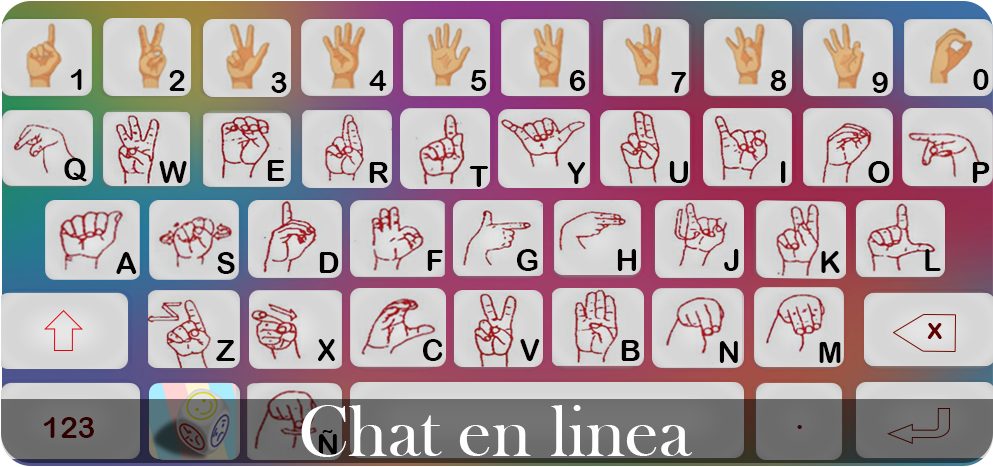 1 2 3 4 5 6 7 8 9 0
Q W E R T Y U I O P
A S D F G H J K L
Z X C V B N M X
123 Ñ .
Chat en linea